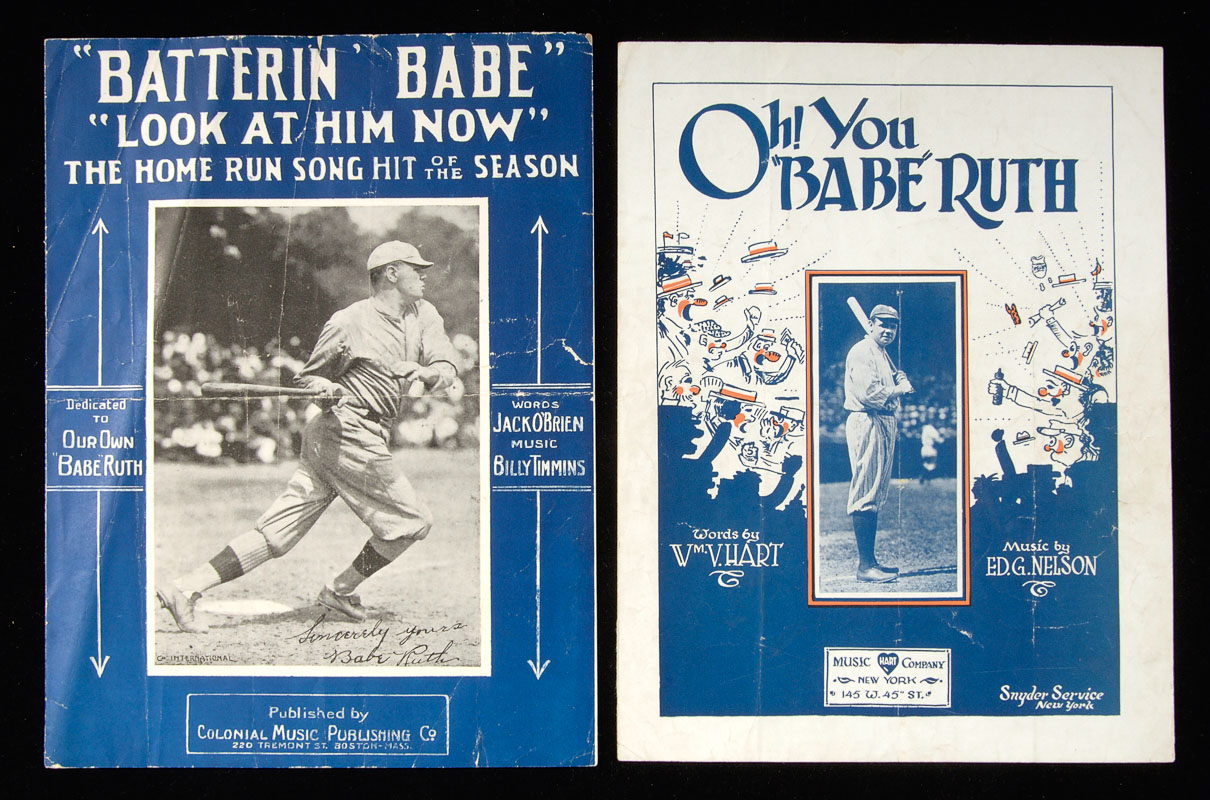 "BATTERIN' BABE"
"LOOK AT HIM NOW"
THE HOME RUN SONG HIT OF THE SEASON
Dedicated
TO
OUR OWN
"BABE" RUTH
WORDS
JACK O'BRIEN
MUSIC
BILLY TIMMINS
Sincerely yours
Babe Ruth
© INTERNATIONAL
Published by
COLONIAL MUSIC PUBLISHING Co
220 TREMONT ST. BOSTON-MASS.
Oh! You
"BABE" RUTH
Words by
WM. V. HART
Music by
ED. G. NELSON
MUSIC HART COMPANY
NEW YORK
145 W. 45TH ST.
Snyder Service
New York